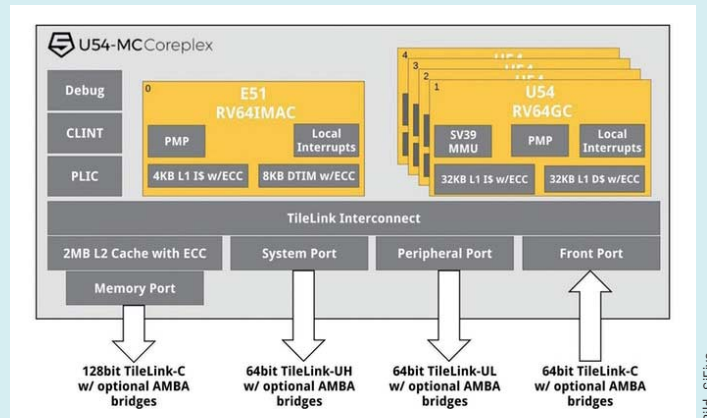 U54-MC Coreplex
Debug
CLINT
PLIC
0
E51
RV64IMAC
PMP
Local
Interrupts
4KB L1 I$ w/ECC
8KB DTIM w/ECC
4
3
2
1
U54
RV64GC
SV39
MMU
PMP
Local
Interrupts
32KB L1 I$ w/ECC
32KB L1 D$ w/ECC
TileLink Interconnect
2MB L2 Cache with ECC
System Port
Peripheral Port
Front Port
Memory Port
128bit TileLink-C
w/ optional AMBA
bridges
64bit TileLink-UH
w/ optional AMBA
bridges
64bit TileLink-UL
w/ optional AMBA
bridges
64bit TileLink-C
w/ optional AMBA
bridges